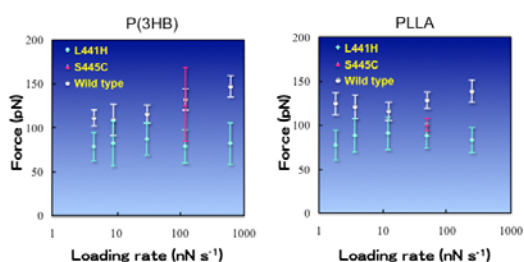 P(3HB)
200
150
100
50
0
Force (pN)
L441H
S445C
Wild type
1
10
100
1000
Loading rate (nN s⁻¹)
PLLA
200
150
100
50
0
Force (pN)
L441H
S445C
Wild type
1
10
100
1000
Loading rate (nN s⁻¹)